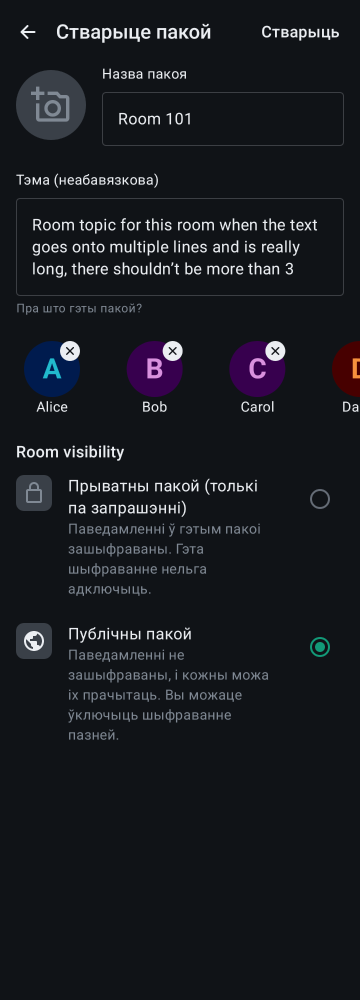 Стварыце пакой
Стварыць
Назва пакоя
Room 101
Тэма (неабавязкова)
Room topic for this room when the text
goes onto multiple lines and is really
long, there shouldn’t be more than 3
Пра што гэты пакой?
A
B
C
D
Alice
Bob
Carol
Da
Room visibility
Прыватны пакой (толькі
па запрашэнні)
Паведамленні ў гэтым пакоі
зашыфраваны. Гэта
шыфраванне нельга
адключыць.
Публічны пакой
Паведамленні не
зашыфраваны, і кожны можа
іх прачытаць. Вы можаце
ўключыць шыфраванне
пазней.